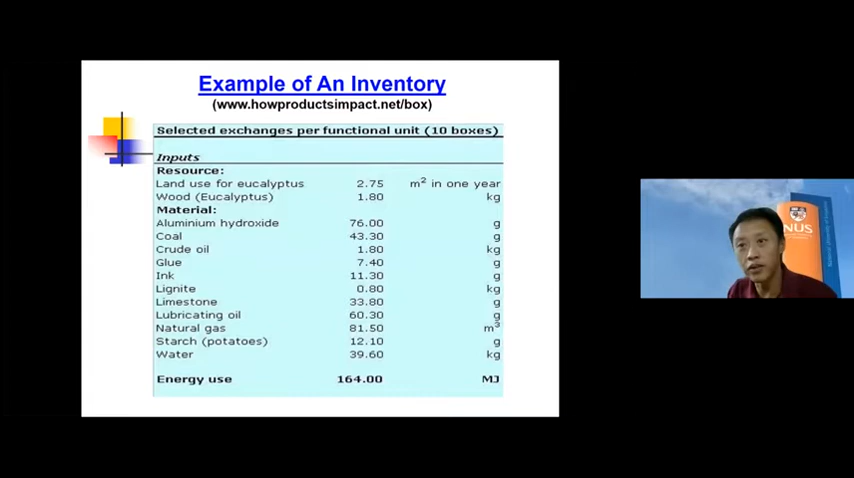 Example of An Inventory
(www.howproductsimpact.net/box)
Selected exchanges per functional unit (10 boxes)
Inputs
Resource:
Land use for eucalyptus 2.75 m² in one year
Wood (Eucalyptus) 1.80 kg
Material:
Aluminium hydroxide 76.00 g
Coal 43.30 g
Crude oil 1.80 kg
Glue 7.40 g
Ink 11.30 g
Lignite 0.80 kg
Limestone 33.80 g
Lubricating oil 60.30 g
Natural gas 81.50 m³
Starch (potatoes) 12.10 g
Water 39.60 kg
Energy use 164.00 MJ
NUS